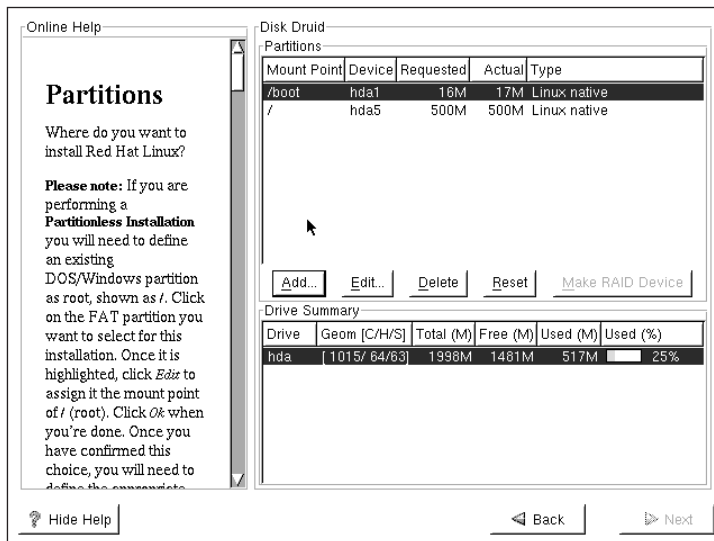 Online Help
Partitions
Where do you want to
install Red Hat Linux?
Please note: If you are
performing a
Partitionless Installation
you will need to define
an existing
DOS/Windows partition
as root, shown as /. Click
on the FAT partition you
want to select for this
installation. Once it is
highlighted, click Edit to
assign it the mount point
of / (root). Click Ok when
you're done. Once you
have confirmed this
choice, you will need to
define the appropriate
Hide Help
Disk Druid
Partitions
Mount Point Device Requested Actual Type
/boot hda1 16M 17M Linux native
/ hda5 500M 500M Linux native
Add... Edit... Delete Reset Make RAID Device
Drive Summary
Drive Geom [C/H/S] Total (M) Free (M) Used (M) Used (%)
hda [ 1015/ 64/63] 1998M 1481M 517M 25%
Back Next